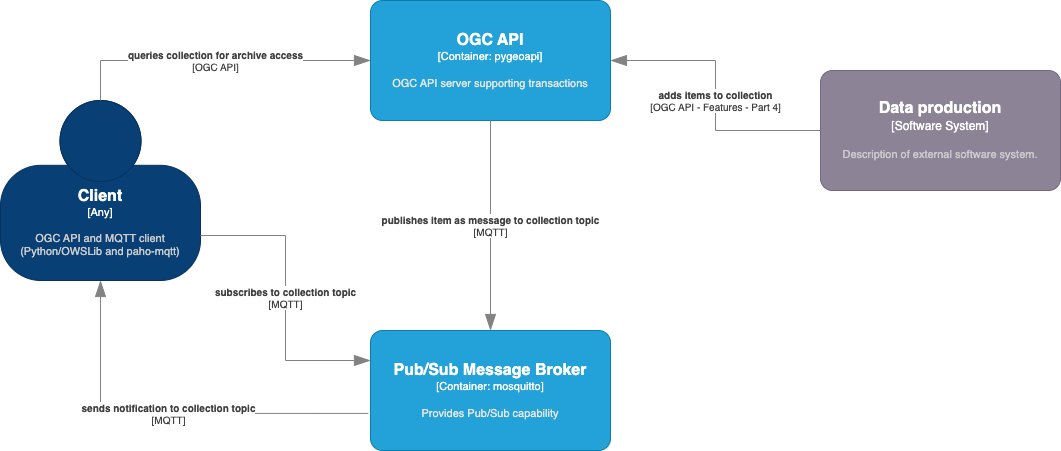 OGC API
[Container: pygeoapi]
OGC API server supporting transactions
queries collection for archive access
[OGC API]
adds items to collection
[OGC API - Features - Part 4]
Data production
[Software System]
Description of external software system.
Client
[Any]
OGC API and MQTT client
(Python/OWSLib and paho-mqtt)
publishes item as message to collection topic
[MQTT]
subscribes to collection topic
[MQTT]
Pub/Sub Message Broker
[Container: mosquitto]
Provides Pub/Sub capability
sends notification to collection topic
[MQTT]